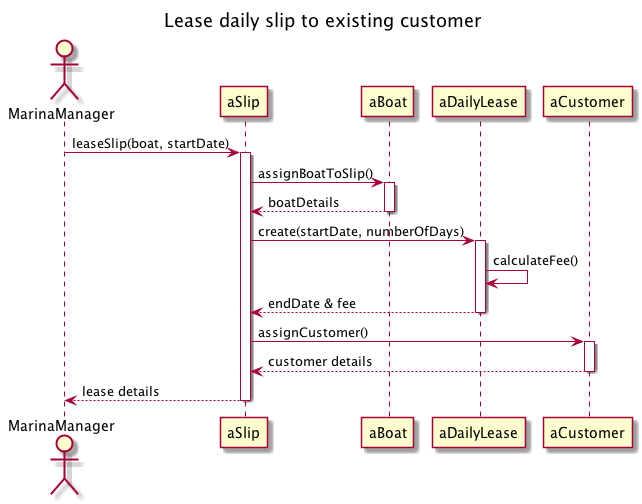 Lease daily slip to existing customer
MarinaManager
aSlip
aBoat
aDailyLease
aCustomer
leaseSlip(boat, startDate)
assignBoatToSlip()
boatDetails
create(startDate, numberOfDays)
calculateFee()
endDate & fee
assignCustomer()
customer details
lease details
MarinaManager
aSlip
aBoat
aDailyLease
aCustomer